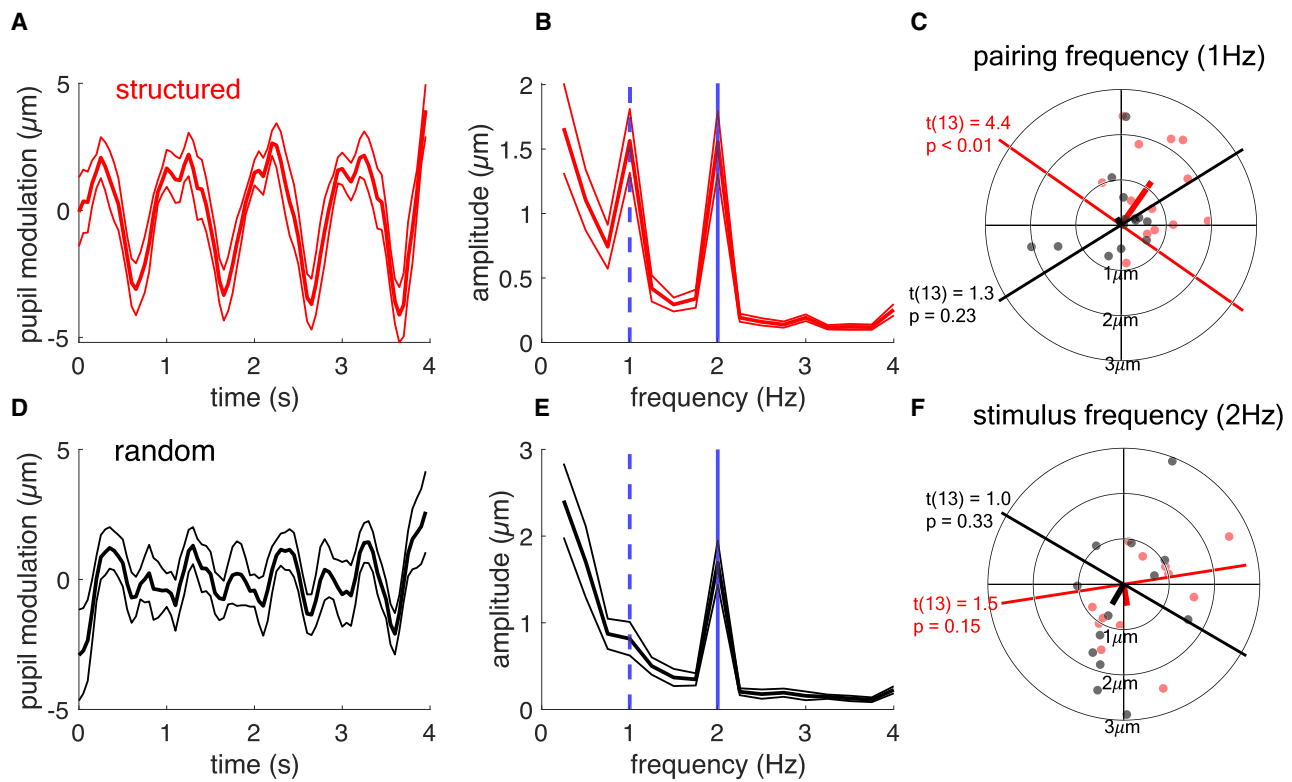 A
B
C
structured
pupil modulation (μm)
5
0
-5
0 1 2 3 4
time (s)
amplitude (μm)
2
1.5
1
0.5
0
0 1 2 3 4
frequency (Hz)
pairing frequency (1Hz)
t(13) = 4.4
p < 0.01
t(13) = 1.3
p = 0.23
1μm
2μm
3μm
D
E
F
random
pupil modulation (μm)
5
0
-5
0 1 2 3 4
time (s)
amplitude (μm)
3
2
1
0
0 1 2 3 4
frequency (Hz)
stimulus frequency (2Hz)
t(13) = 1.0
p = 0.33
t(13) = 1.5
p = 0.15
1μm
2μm
3μm